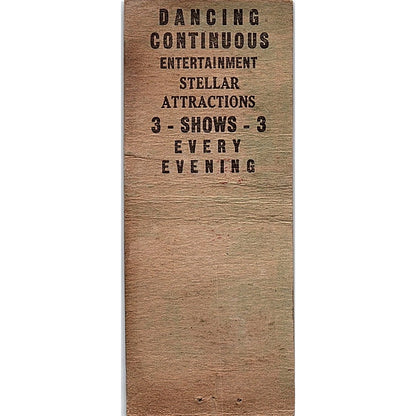 DANCING
CONTINUOUS
ENTERTAINMENT
STELLAR
ATTRACTIONS
3 - SHOWS - 3
EVERY
EVENING